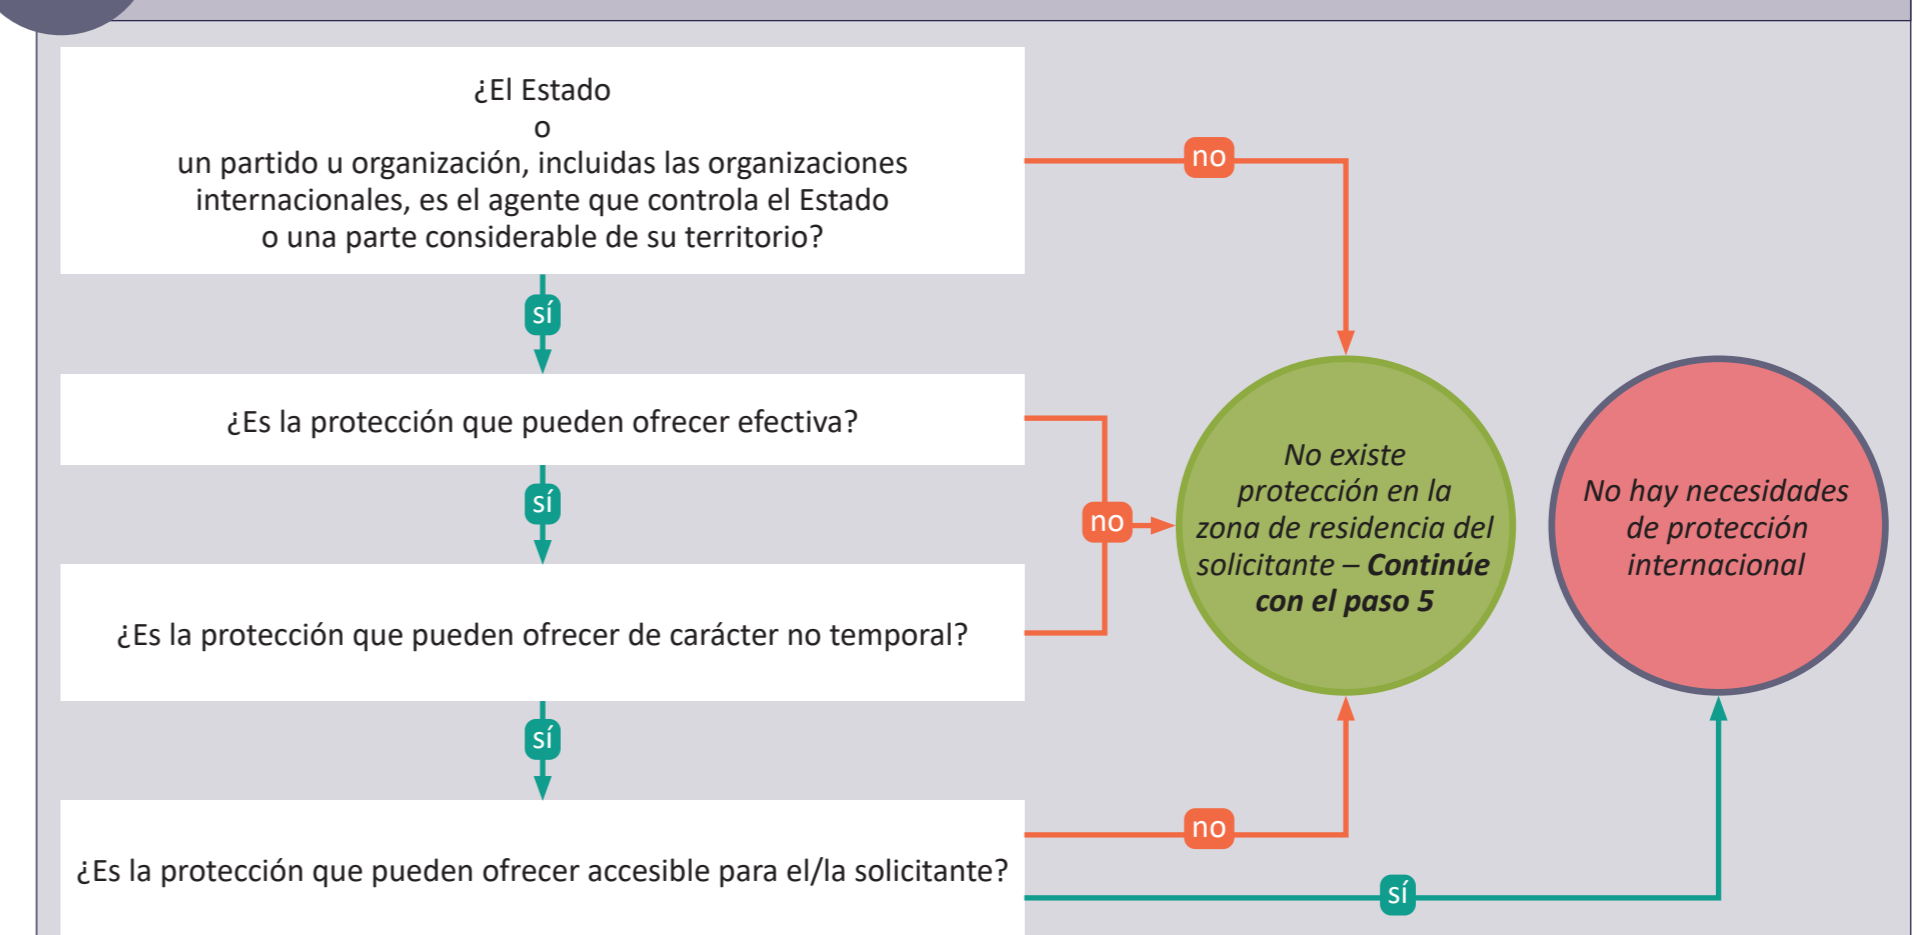 ¿El Estado
o
un partido u organización, incluidas las organizaciones
internacionales, es el agente que controla el Estado
o una parte considerable de su territorio?
no
sí
¿Es la protección que pueden ofrecer efectiva?
sí
no
¿Es la protección que pueden ofrecer de carácter no temporal?
sí
No existe
protección en la
zona de residencia del
solicitante – Continúe
con el paso 5
No hay necesidades
de protección
internacional
no
¿Es la protección que pueden ofrecer accesible para el/la solicitante?
sí